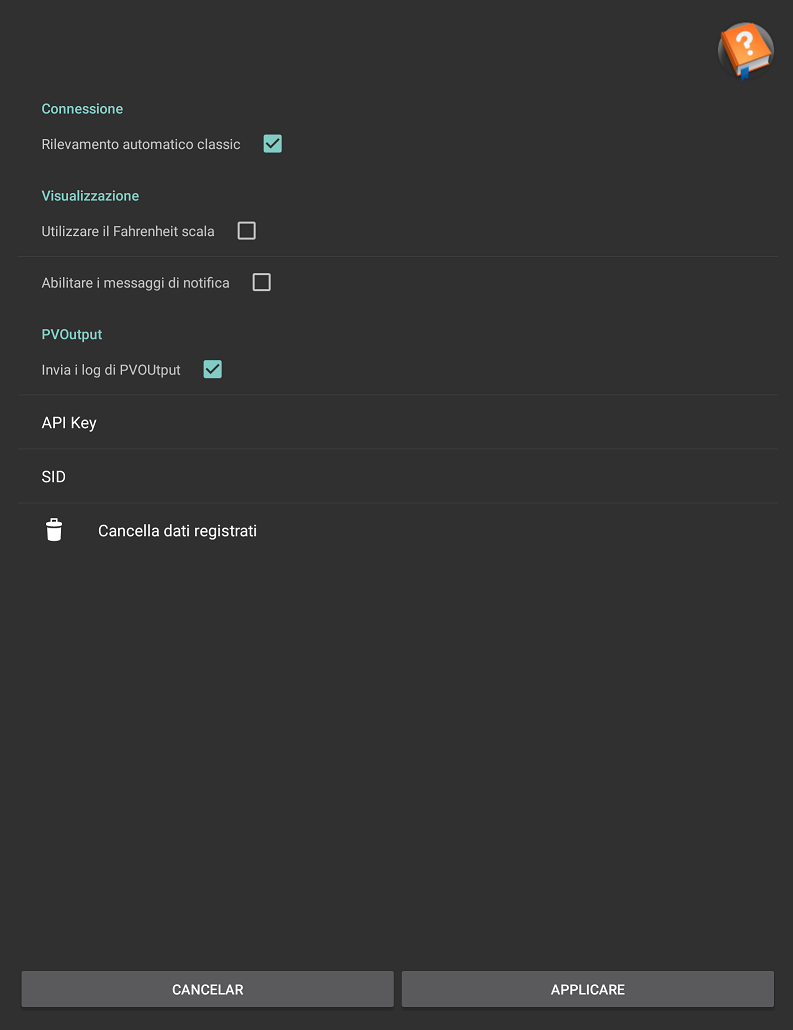 ?
Connessione
Rilevamento automatico classic
Visualizzazione
Utilizzare il Fahrenheit scala
Abilitare i messaggi di notifica
PVOutput
Invia i log di PVOUtput
API Key
SID
Cancella dati registrati
CANCELAR
APPLICARE